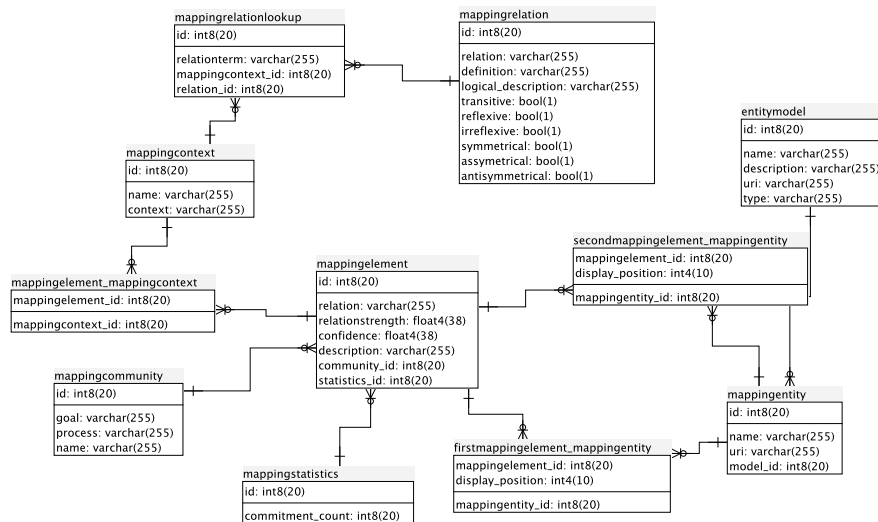 mappingrelationlookup
id: int8(20)
relationterm: varchar(255)
mappingcontext_id: int8(20)
relation_id: int8(20)
mappingrelation
id: int8(20)
relation: varchar(255)
definition: varchar(255)
logical_description: varchar(255)
transitive: bool(1)
reflexive: bool(1)
irreflexive: bool(1)
symmetrical: bool(1)
assymetrical: bool(1)
antisymmetrical: bool(1)
entitymodel
id: int8(20)
name: varchar(255)
description: varchar(255)
uri: varchar(255)
type: varchar(255)
mappingcontext
id: int8(20)
name: varchar(255)
context: varchar(255)
secondmappingelement_mappingentity
mappingelement_id: int8(20)
display_position: int4(10)
mappingentity_id: int8(20)
mappingelement
id: int8(20)
relation: varchar(255)
relationstrength: float4(38)
confidence: float4(38)
description: varchar(255)
community_id: int8(20)
statistics_id: int8(20)
mappingelement_mappingcontext
mappingelement_id: int8(20)
mappingcontext_id: int8(20)
mappingcommunity
id: int8(20)
goal: varchar(255)
process: varchar(255)
name: varchar(255)
mappingentity
id: int8(20)
name: varchar(255)
uri: varchar(255)
model_id: int8(20)
firstmappingelement_mappingentity
mappingelement_id: int8(20)
display_position: int4(10)
mappingentity_id: int8(20)
mappingstatistics
id: int8(20)
commitment_count: int8(20)